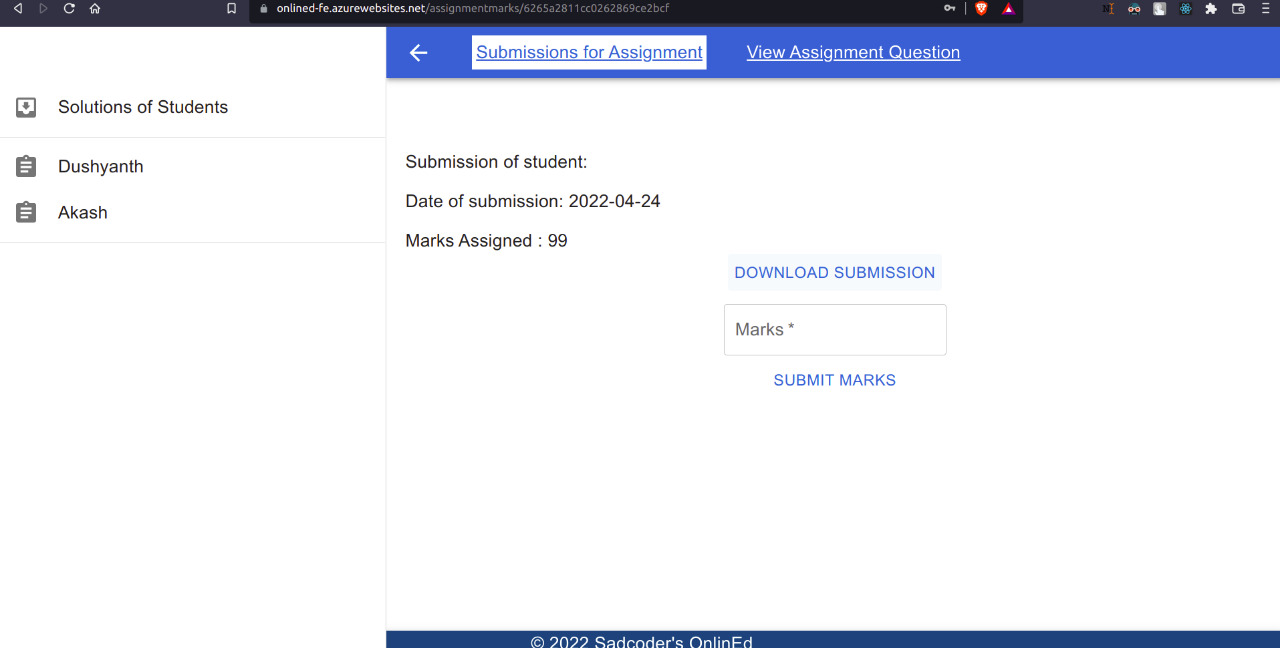 onlined-fe.azurewebsites.net/assignmentmarks/6265a2811cc0262869ce2bcf
Submissions for Assignment
View Assignment Question
Solutions of Students
Dushyanth
Akash
Submission of student:
Date of submission: 2022-04-24
Marks Assigned : 99
DOWNLOAD SUBMISSION
Marks *
SUBMIT MARKS
© 2022 Sadcoder's OnlinEd